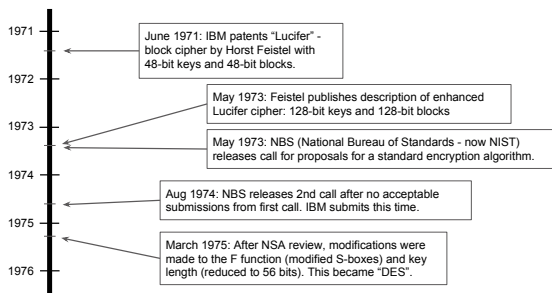 1971
June 1971: IBM patents “Lucifer” -
block cipher by Horst Feistel with
48-bit keys and 48-bit blocks.
1972
May 1973: Feistel publishes description of enhanced
Lucifer cipher: 128-bit keys and 128-bit blocks
1973
May 1973: NBS (National Bureau of Standards - now NIST)
releases call for proposals for a standard encryption algorithm.
1974
Aug 1974: NBS releases 2nd call after no acceptable
submissions from first call. IBM submits this time.
1975
March 1975: After NSA review, modifications were
made to the F function (modified S-boxes) and key
length (reduced to 56 bits). This became “DES”.
1976